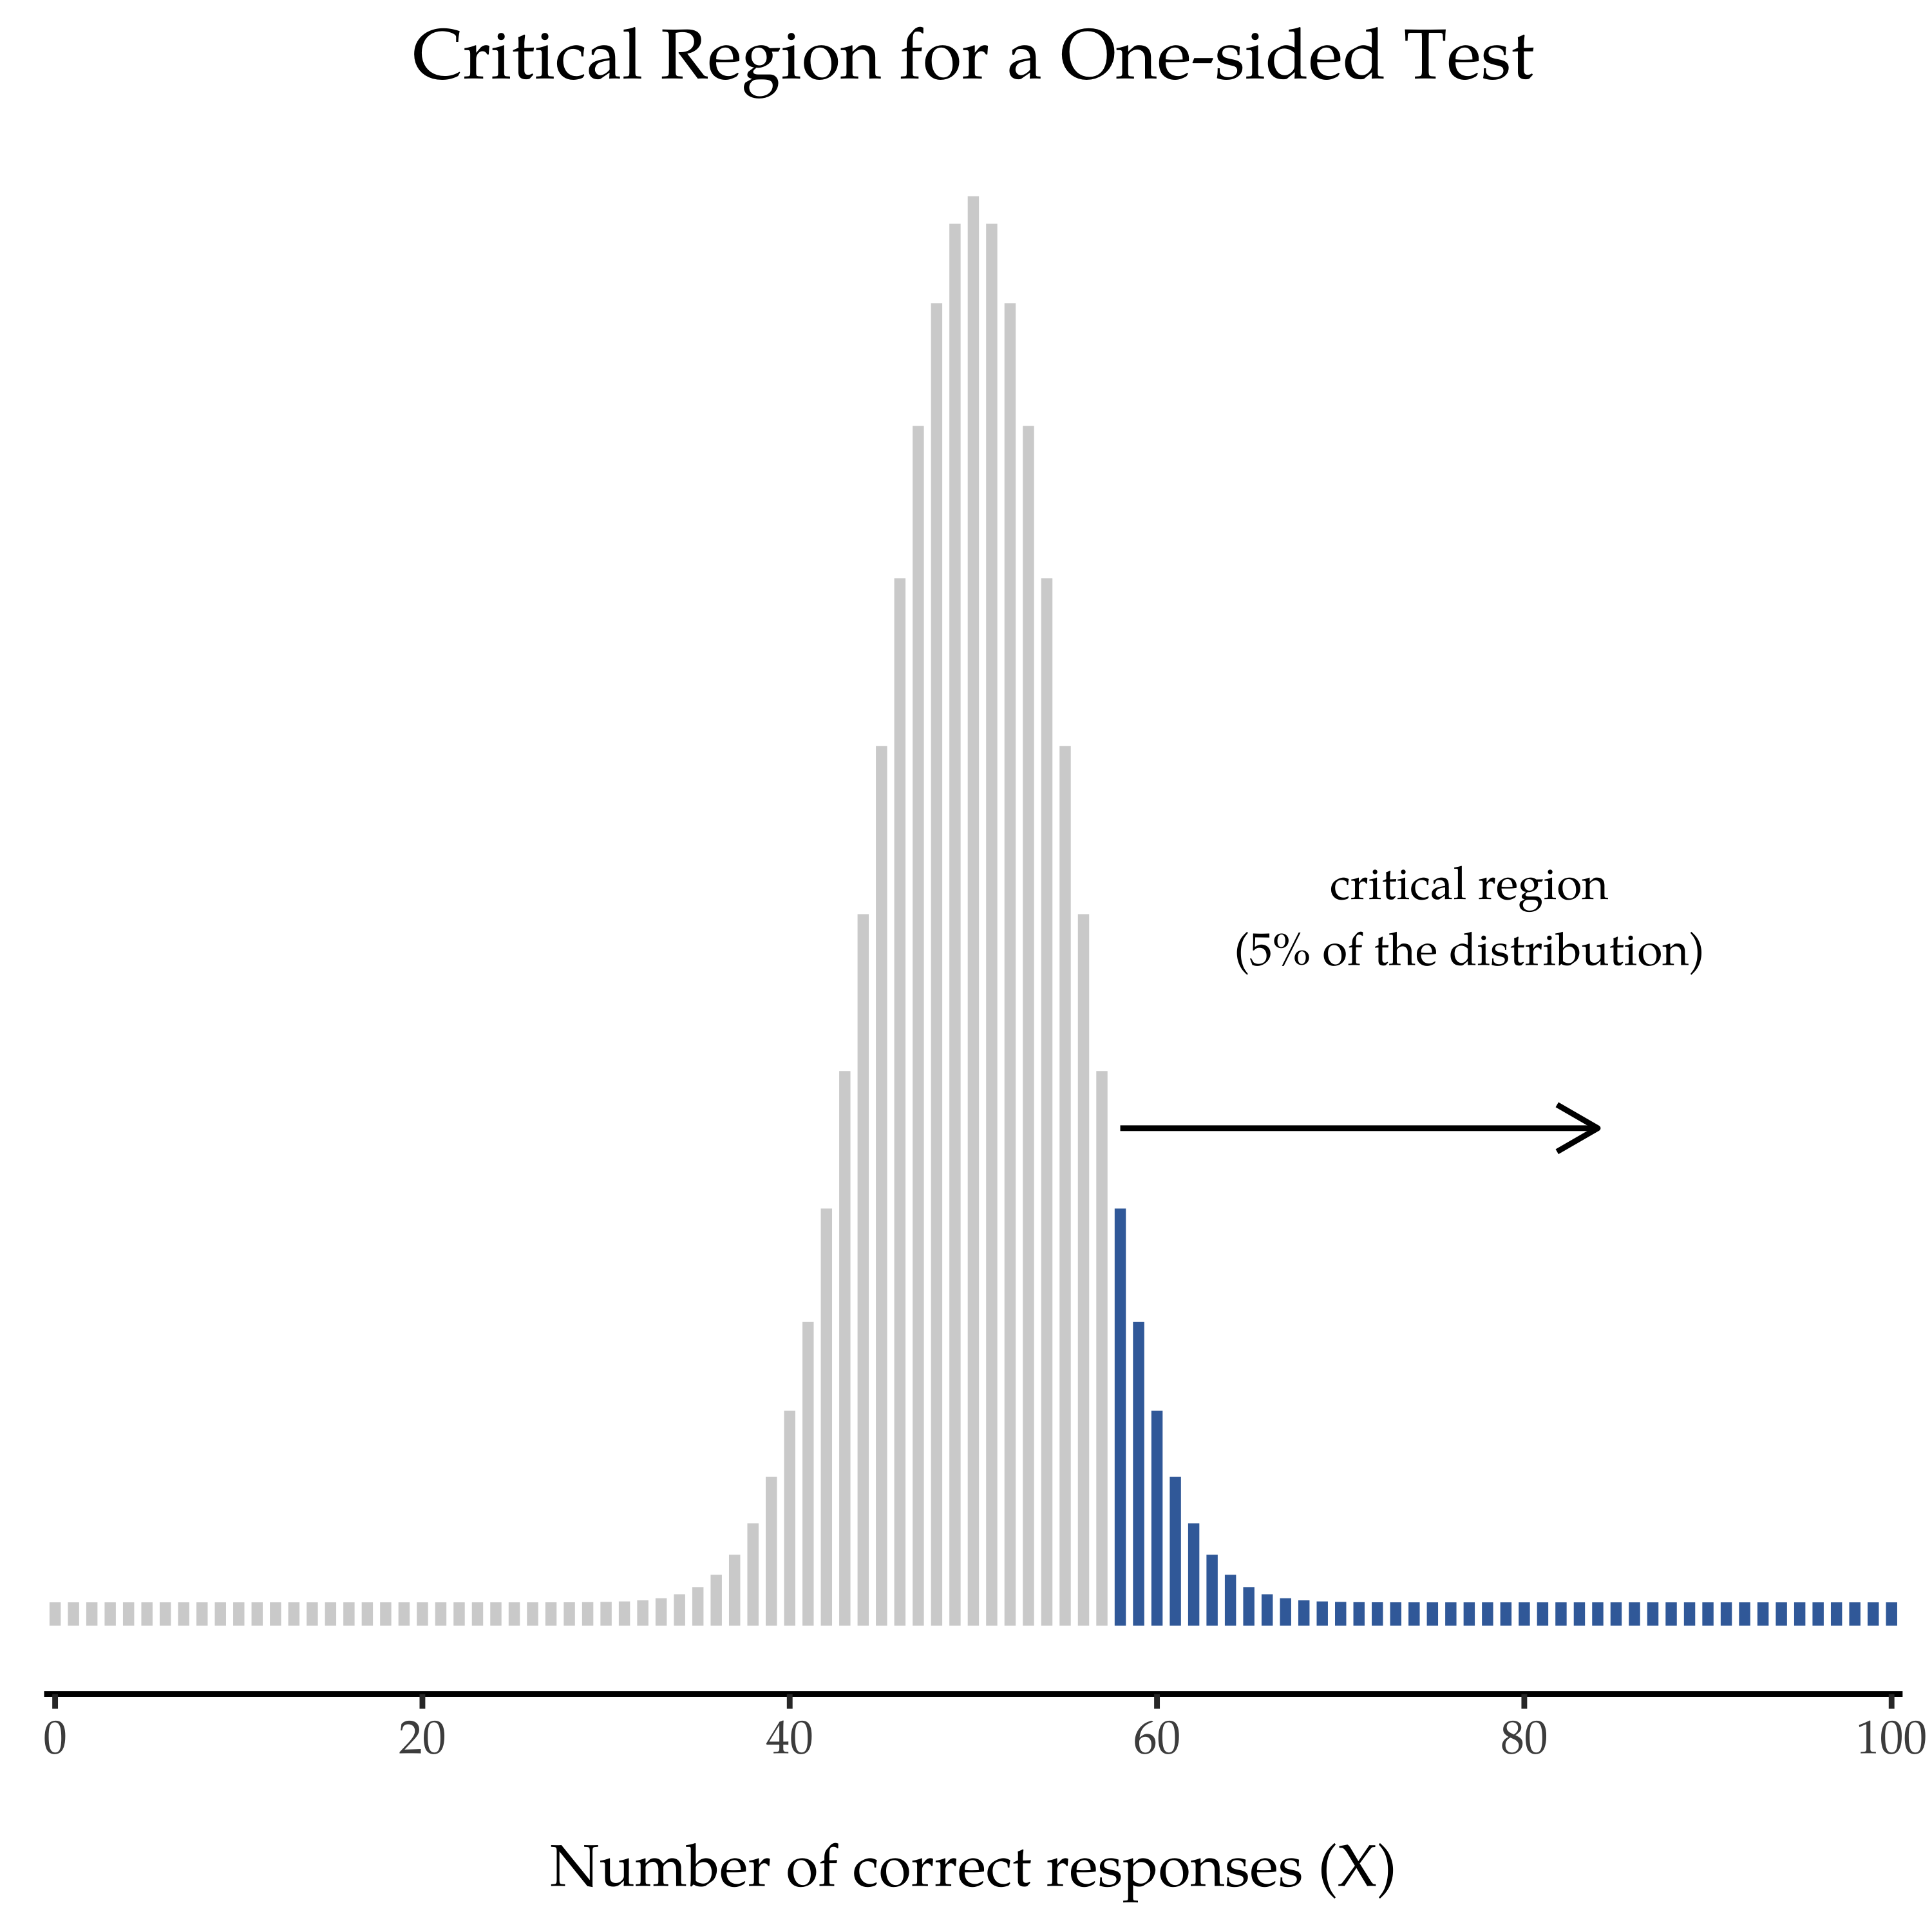 Critical Region for a One-sided Test
critical region
(5% of the distribution)
0 20 40 60 80 100
Number of correct responses (X)